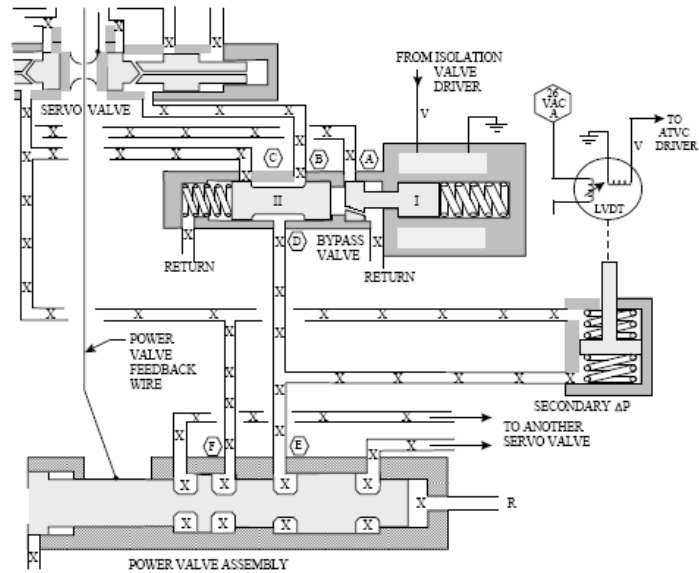 FROM ISOLATION
VALVE
DRIVER
V
26
VAC
A
TO
ATVC
DRIVER
V
LVDT
SERVO VALVE
X X X X X X X X X X X
C
B
A
II
I
D
BYPASS
VALVE
RETURN
RETURN
X X X X X X X X
POWER
VALVE
FEEDBACK
WIRE
SECONDARY ΔP
TO ANOTHER
SERVO VALVE
F
E
X X X X
X X X X
X
R
POWER VALVE ASSEMBLY